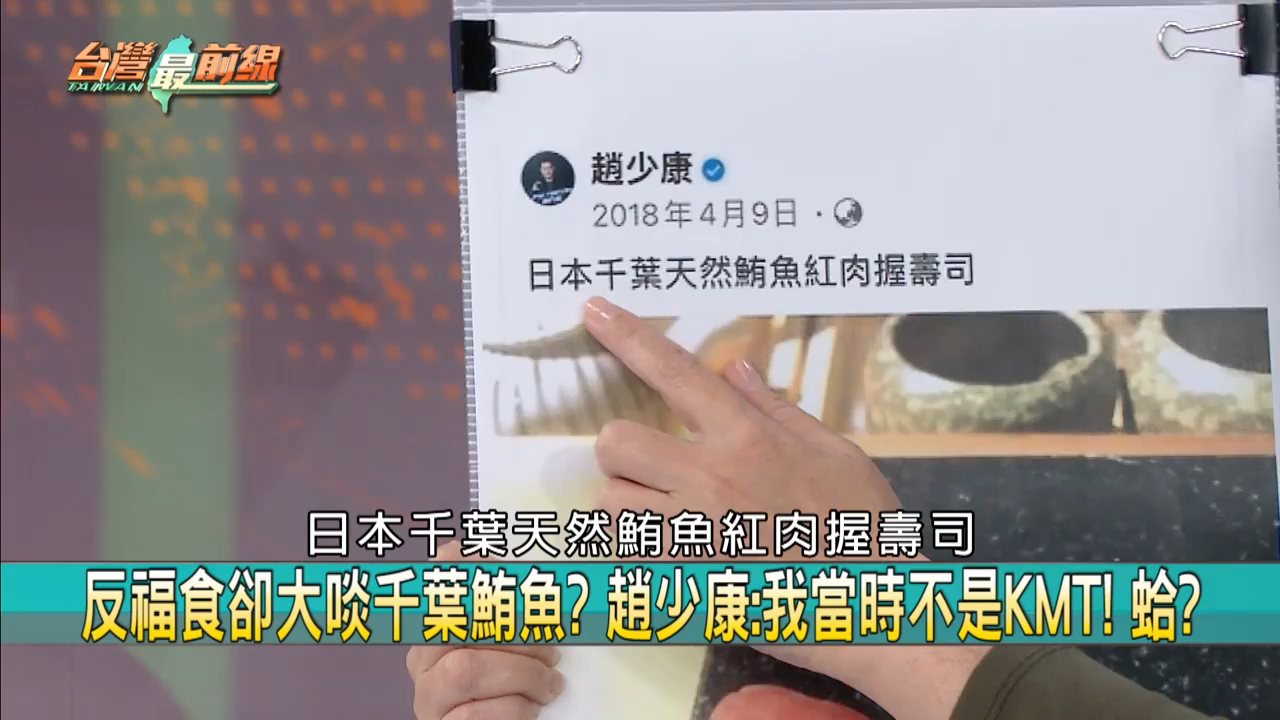 台灣最前線
TAIWAN
趙少康
2018年4月9日 ·
日本千葉天然鮪魚紅肉握壽司
日本千葉天然鮪魚紅肉握壽司
反福食卻大啖千葉鮪魚? 趙少康:我當時不是KMT! 蛤?